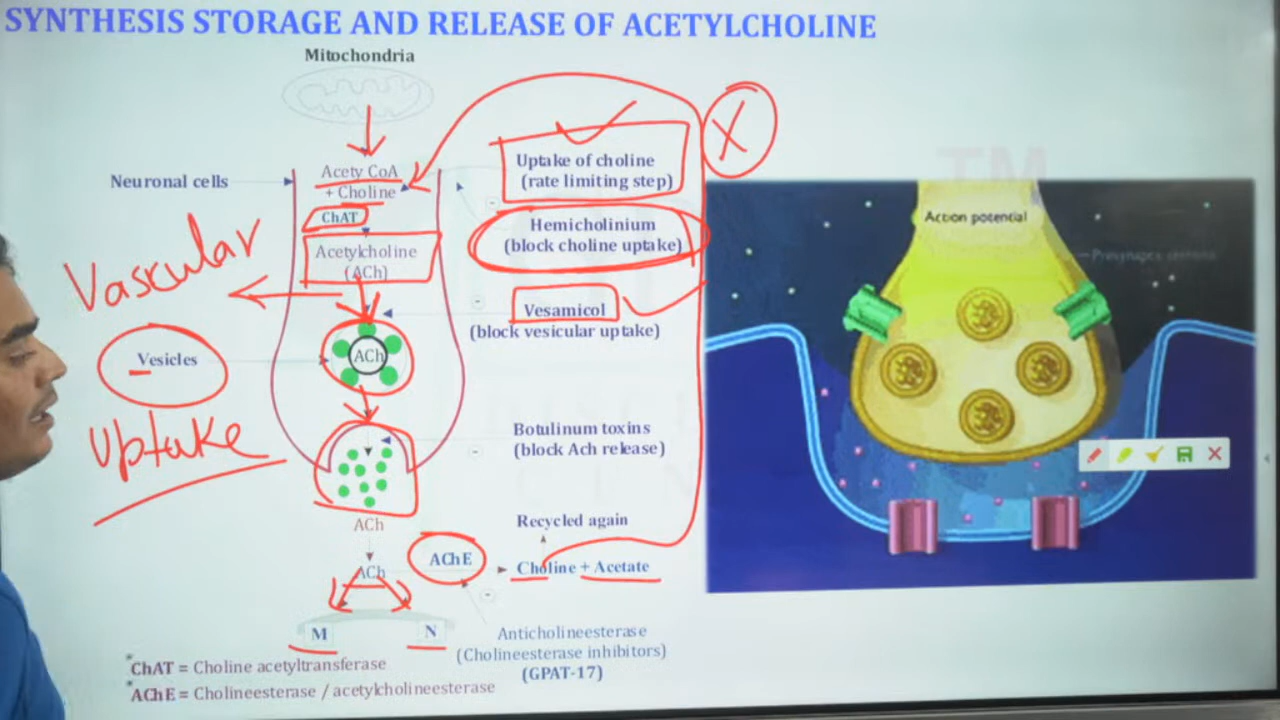 SYNTHESIS STORAGE AND RELEASE OF ACETYLCHOLINE
Mitochondria
Neuronal cells
Acety CoA
+ Choline
ChAT
Acetylcholine
(ACh)
Uptake of choline
(rate limiting step)
Hemicholinium
(block choline uptake)
Vesamicol
(block vesicular uptake)
Vascular
Vesicles
Uptake
ACh
Botulinum toxins
(block Ach release)
ACh
Recycled again
ACh
AChE
Choline + Acetate
M
N
Anticholineesterase
(Cholineesterase inhibitors)
(GPAT-17)
*ChAT = Choline acetyltransferase
*AChE = Cholineesterase / acetylcholineesterase
X
TM
Action potential